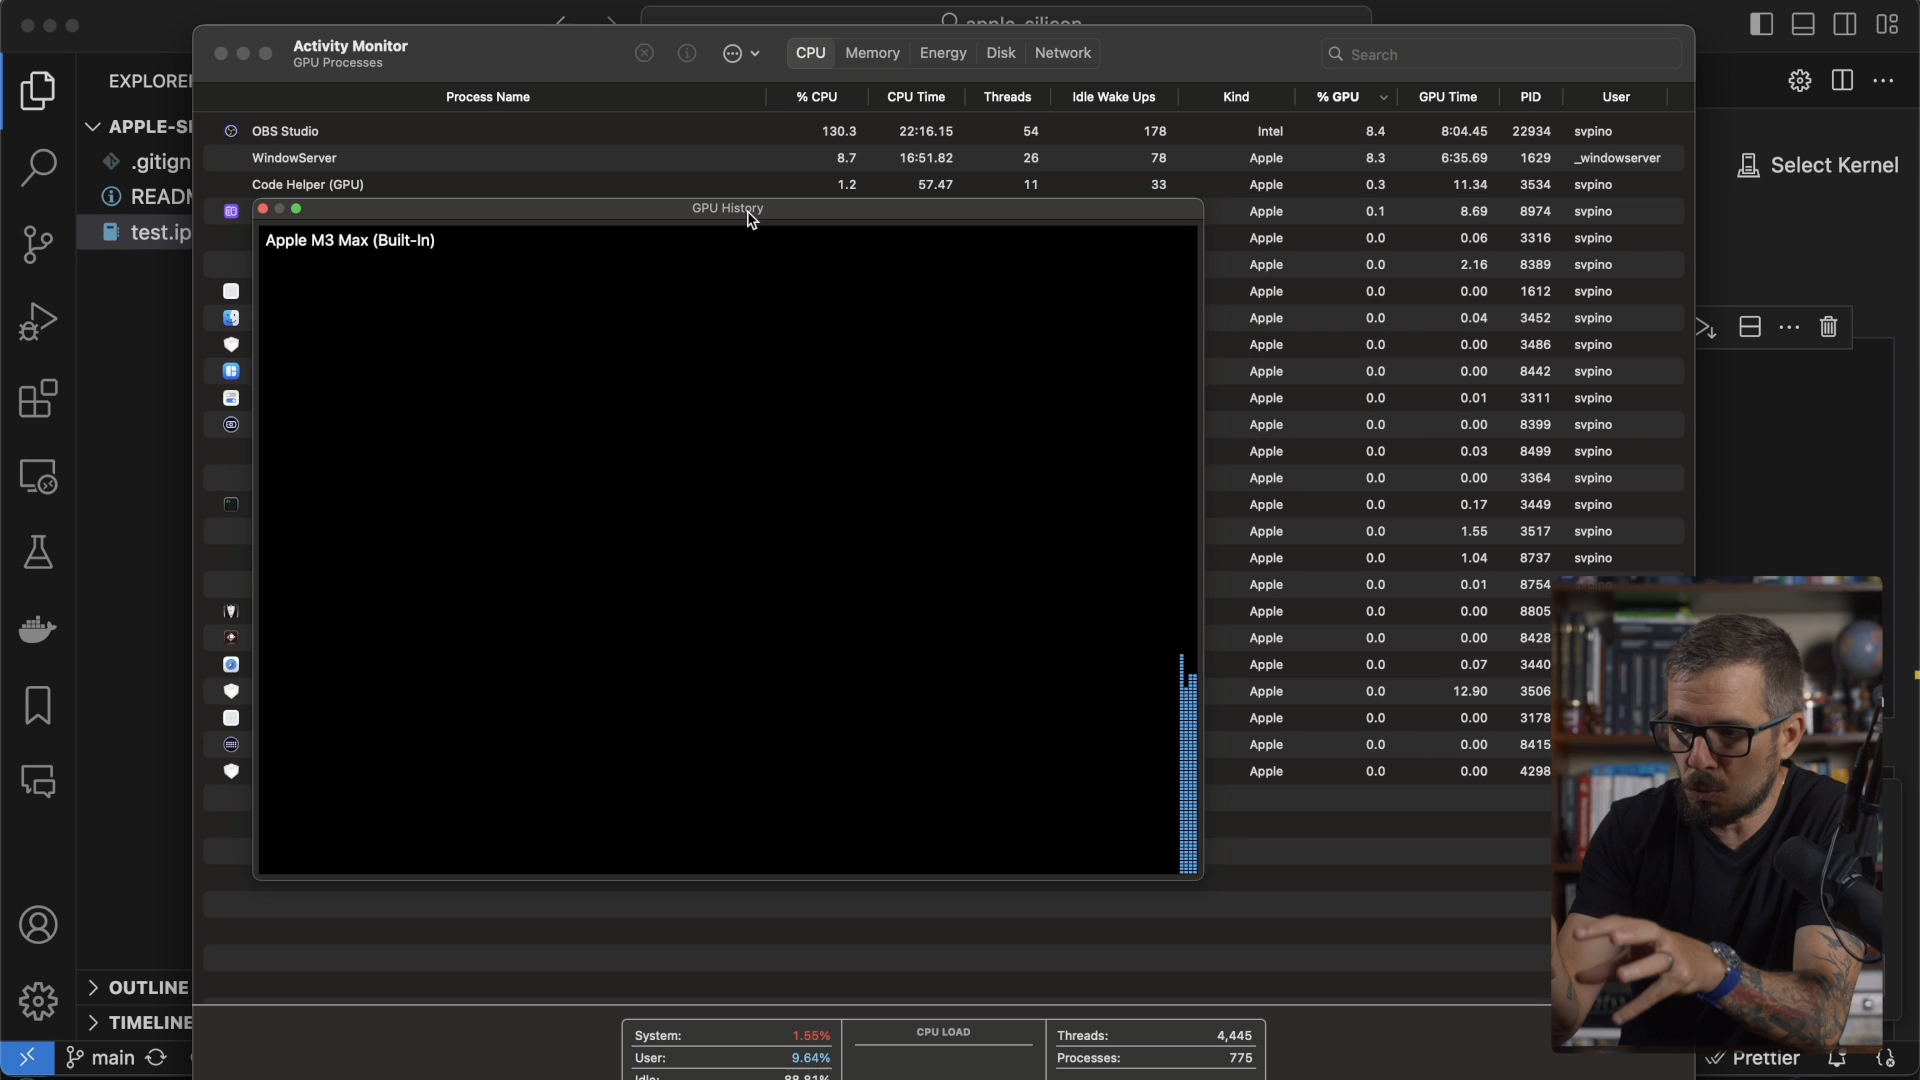 apple_silicon
Activity Monitor
GPU Processes
CPU Memory Energy Disk Network
Search
EXPLORER
APPLE-SI
.gitign
READM
test.ip
Select Kernel
Process Name % CPU CPU Time Threads Idle Wake Ups Kind % GPU GPU Time PID User
OBS Studio 130.3 22:16.15 54 178 Intel 8.4 8:04.45 22934 svpino
WindowServer 8.7 16:51.82 26 78 Apple 8.3 6:35.69 1629 _windowserver
Code Helper (GPU) 1.2 57.47 11 33 Apple 0.3 11.34 3534 svpino
Apple 0.1 8.69 8974 svpino
Apple 0.0 0.06 3316 svpino
Apple 0.0 2.16 8389 svpino
Apple 0.0 0.00 1612 svpino
Apple 0.0 0.04 3452 svpino
Apple 0.0 0.00 3486 svpino
Apple 0.0 0.00 8442 svpino
Apple 0.0 0.01 3311 svpino
Apple 0.0 0.00 8399 svpino
Apple 0.0 0.03 8499 svpino
Apple 0.0 0.00 3364 svpino
Apple 0.0 0.17 3449 svpino
Apple 0.0 1.55 3517 svpino
Apple 0.0 1.04 8737 svpino
Apple 0.0 0.01 8754
Apple 0.0 0.00 8805
Apple 0.0 0.00 8428
Apple 0.0 0.07 3440
Apple 0.0 12.90 3506
Apple 0.0 0.00 3178
Apple 0.0 0.00 8415
Apple 0.0 0.00 4298
GPU History
Apple M3 Max (Built-In)
OUTLINE
TIMELINE
main
System: 1.55%
User: 9.64%
Idle: 88.81%
CPU LOAD
Threads: 4,445
Processes: 775
Prettier